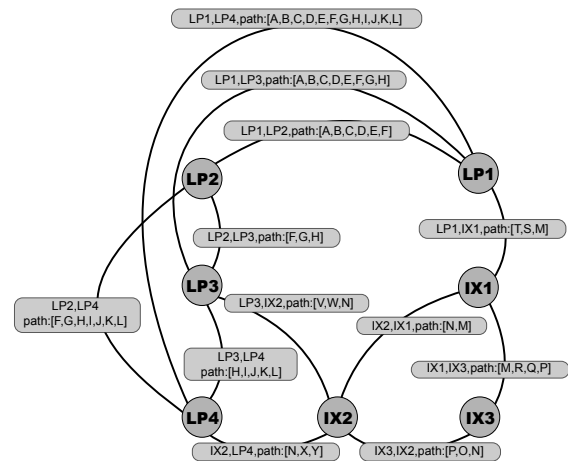 LP1,LP4,path:[A,B,C,D,E,F,G,H,I,J,K,L]
LP1,LP3,path:[A,B,C,D,E,F,G,H]
LP1,LP2,path:[A,B,C,D,E,F]
LP2
LP1
LP2,LP3,path:[F,G,H]
LP1,IX1,path:[T,S,M]
LP3
IX1
LP3,IX2,path:[V,W,N]
LP2,LP4
path:[F,G,H,I,J,K,L]
IX2,IX1,path:[N,M]
LP3,LP4
path:[H,I,J,K,L]
IX1,IX3,path:[M,R,Q,P]
LP4
IX2
IX3
IX2,LP4,path:[N,X,Y]
IX3,IX2,path:[P,O,N]